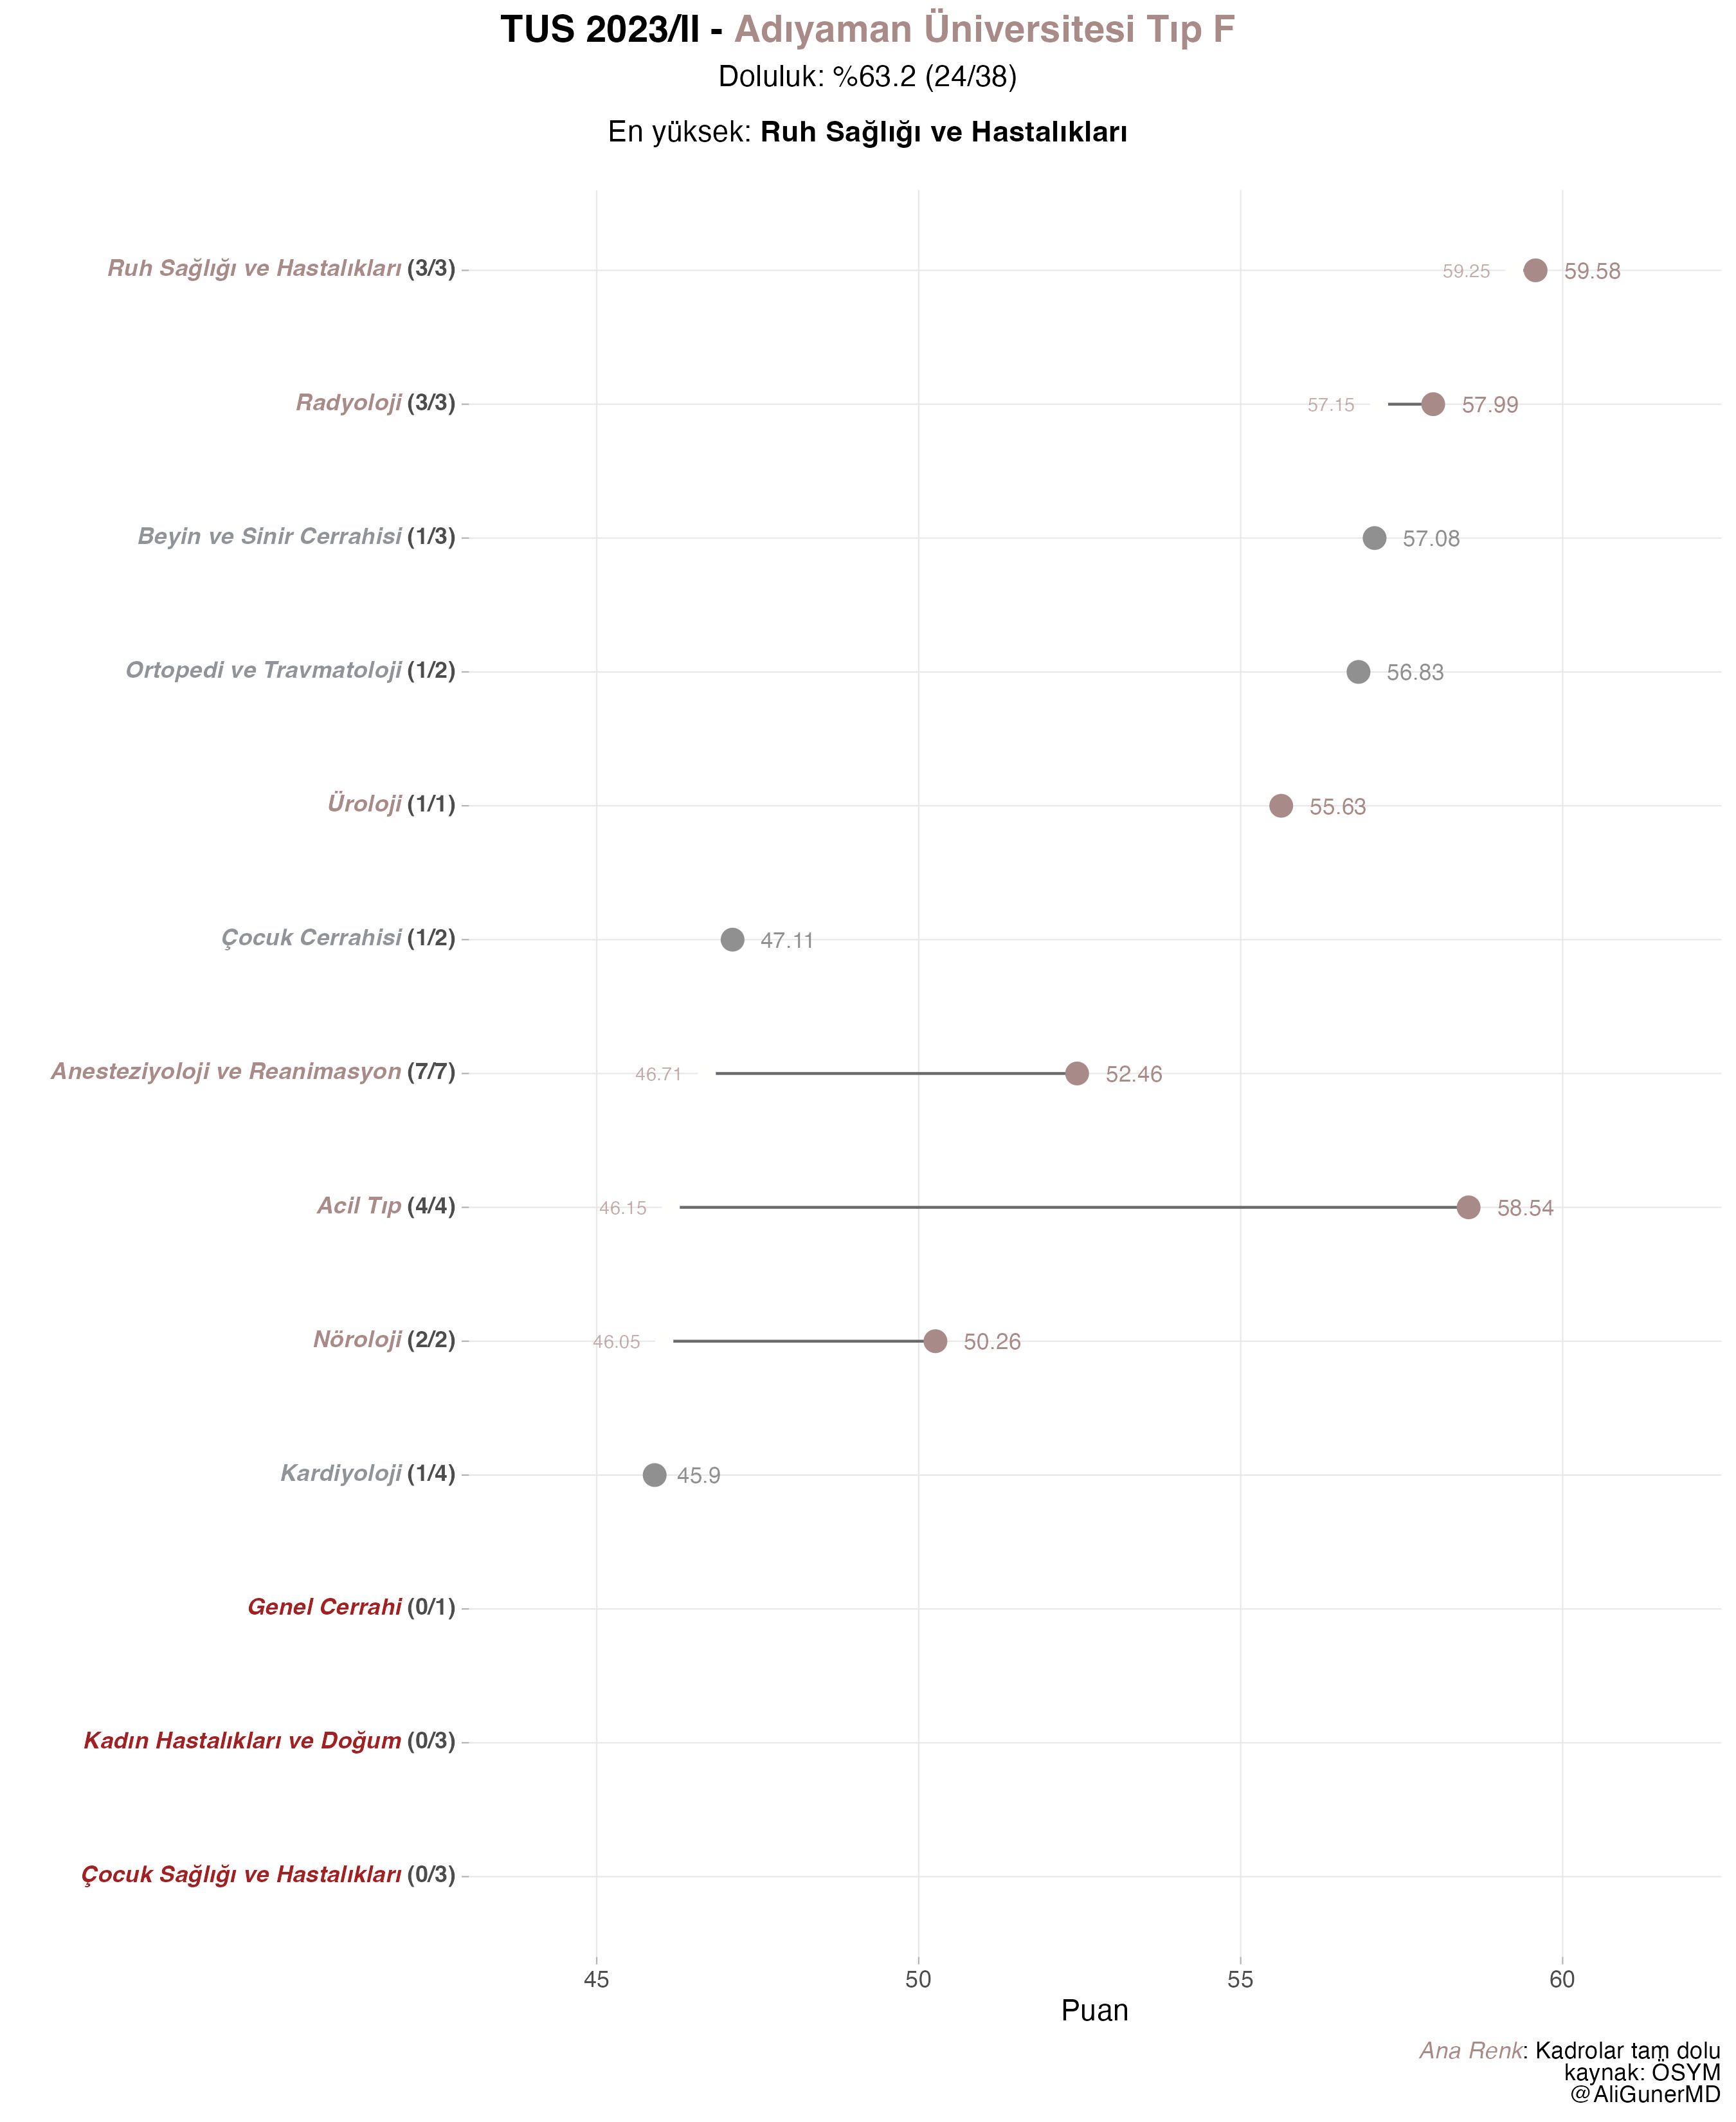 TUS 2023/II - Adıyaman Üniversitesi Tıp F
Doluluk: %63.2 (24/38)
En yüksek: Ruh Sağlığı ve Hastalıkları
Ruh Sağlığı ve Hastalıkları (3/3) 59.25 59.58
Radyoloji (3/3) 57.15 57.99
Beyin ve Sinir Cerrahisi (1/3) 57.08
Ortopedi ve Travmatoloji (1/2) 56.83
Üroloji (1/1) 55.63
Çocuk Cerrahisi (1/2) 47.11
Anesteziyoloji ve Reanimasyon (7/7) 46.71 52.46
Acil Tıp (4/4) 46.15 58.54
Nöroloji (2/2) 46.05 50.26
Kardiyoloji (1/4) 45.9
Genel Cerrahi (0/1)
Kadın Hastalıkları ve Doğum (0/3)
Çocuk Sağlığı ve Hastalıkları (0/3)
45 50 55 60
Puan
Ana Renk: Kadrolar tam dolu
kaynak: ÖSYM
@AliGunerMD